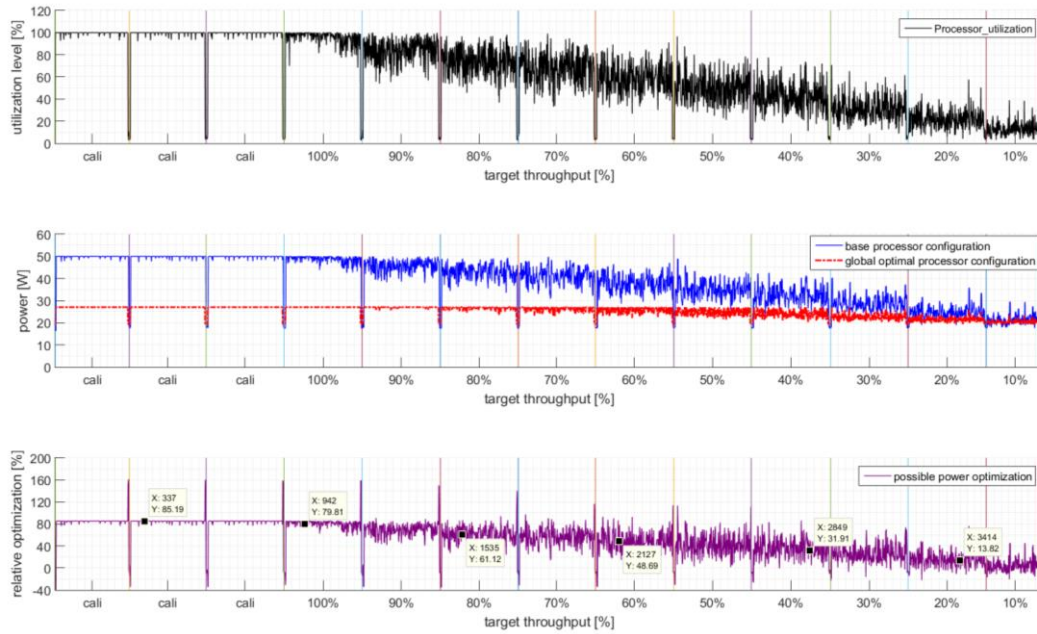 120
100
80
60
40
20
0
utilization level [%]
Processor_utilization
cali cali cali 100% 90% 80% 70% 60% 50% 40% 30% 20% 10%
target throughput [%]
60
50
40
30
20
10
0
power [W]
base processor configuration
global optimal processor configuration
cali cali cali 100% 90% 80% 70% 60% 50% 40% 30% 20% 10%
target throughput [%]
200
160
120
80
40
0
-40
relative optimization [%]
possible power optimization
X: 337
Y: 85.19
X: 942
Y: 79.81
X: 1535
Y: 61.12
X: 2127
Y: 48.69
X: 2849
Y: 31.91
X: 3414
Y: 13.82
cali cali cali 100% 90% 80% 70% 60% 50% 40% 30% 20% 10%
target throughput [%]